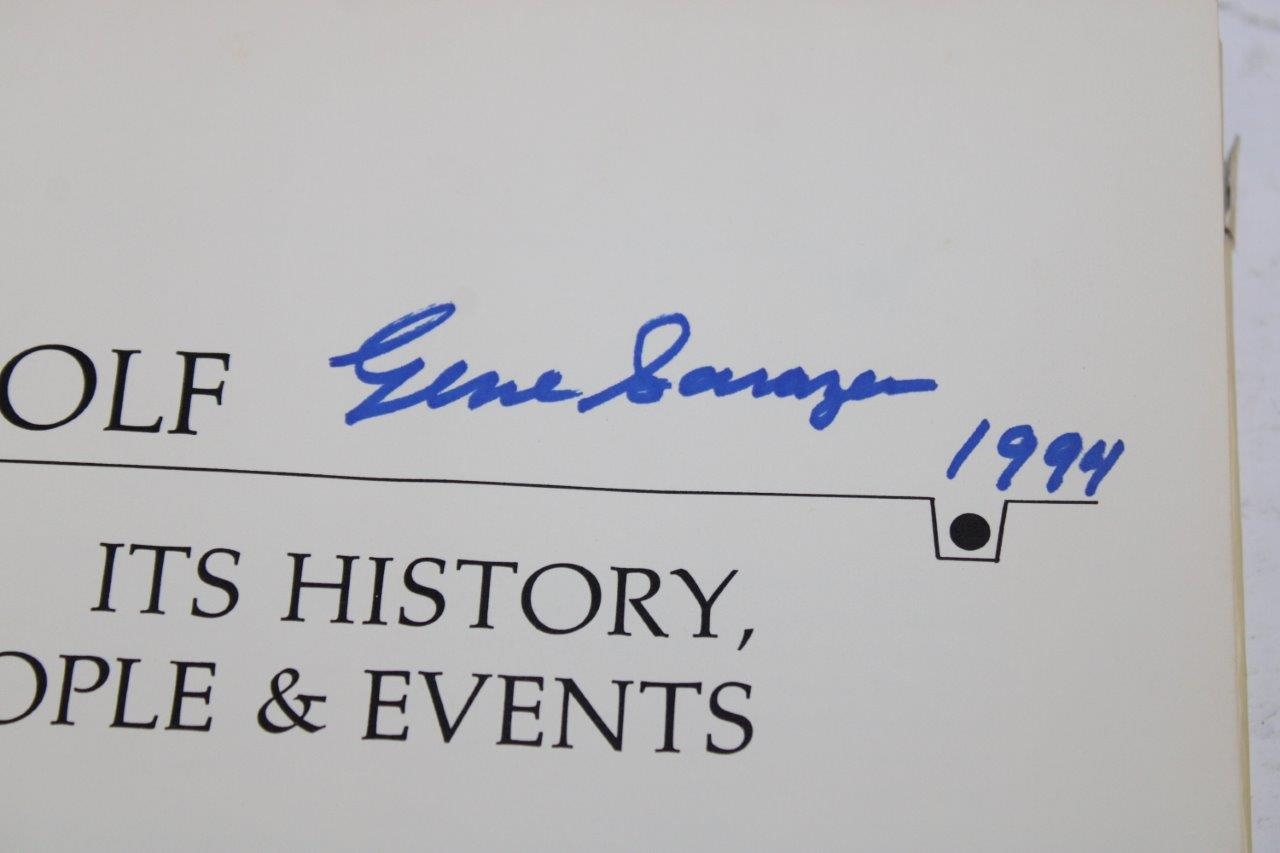 OLF Gene Sarazen
1994
ITS HISTORY,
OPLE & EVENTS